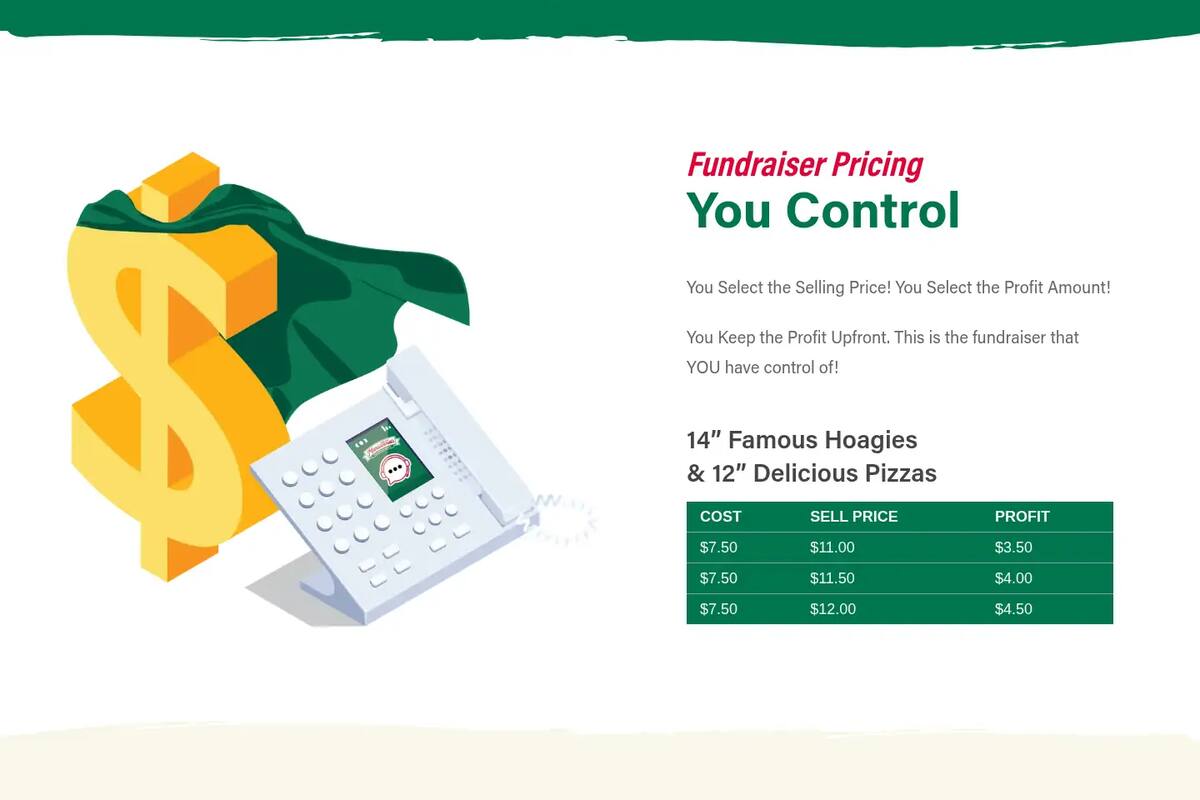 Fundraiser Pricing
You Control
You Select the Selling Price! You Select the Profit Amount!
You Keep the Profit Upfront. This is the fundraiser that
YOU have control of!
14″ Famous Hoagies
& 12″ Delicious Pizzas
COST SELL PRICE PROFIT
$7.50 $11.00 $3.50
$7.50 $11.50 $4.00
$7.50 $12.00 $4.50